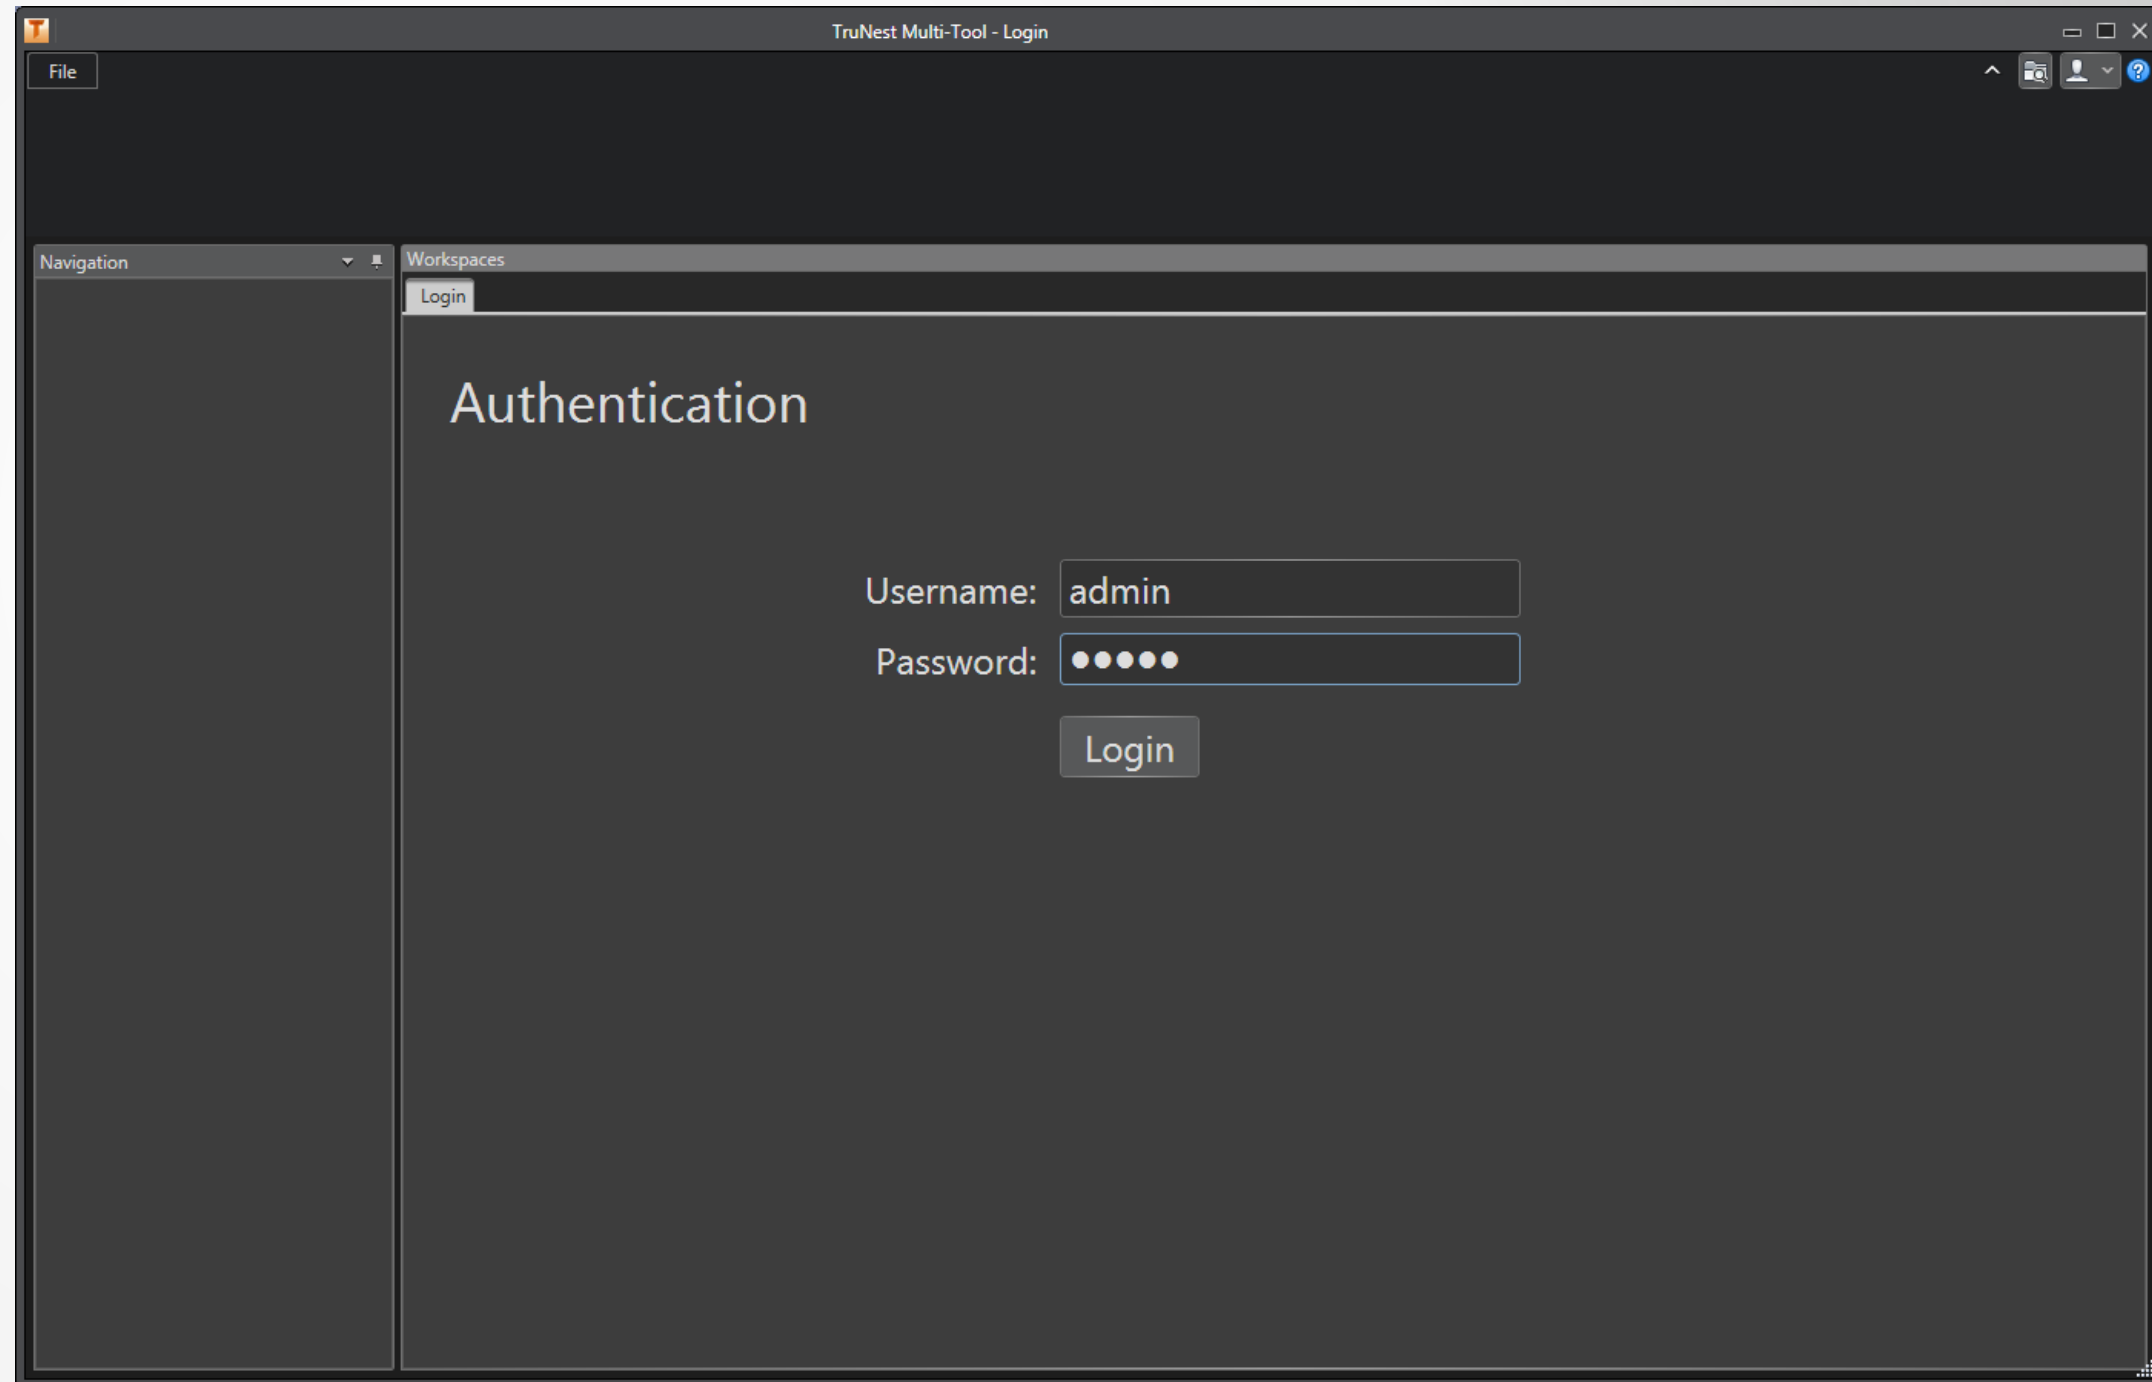 T
TruNest Multi-Tool - Login
File
?
Navigation
Workspaces
Login
Authentication
Username: admin
Password: ●●●●●
Login